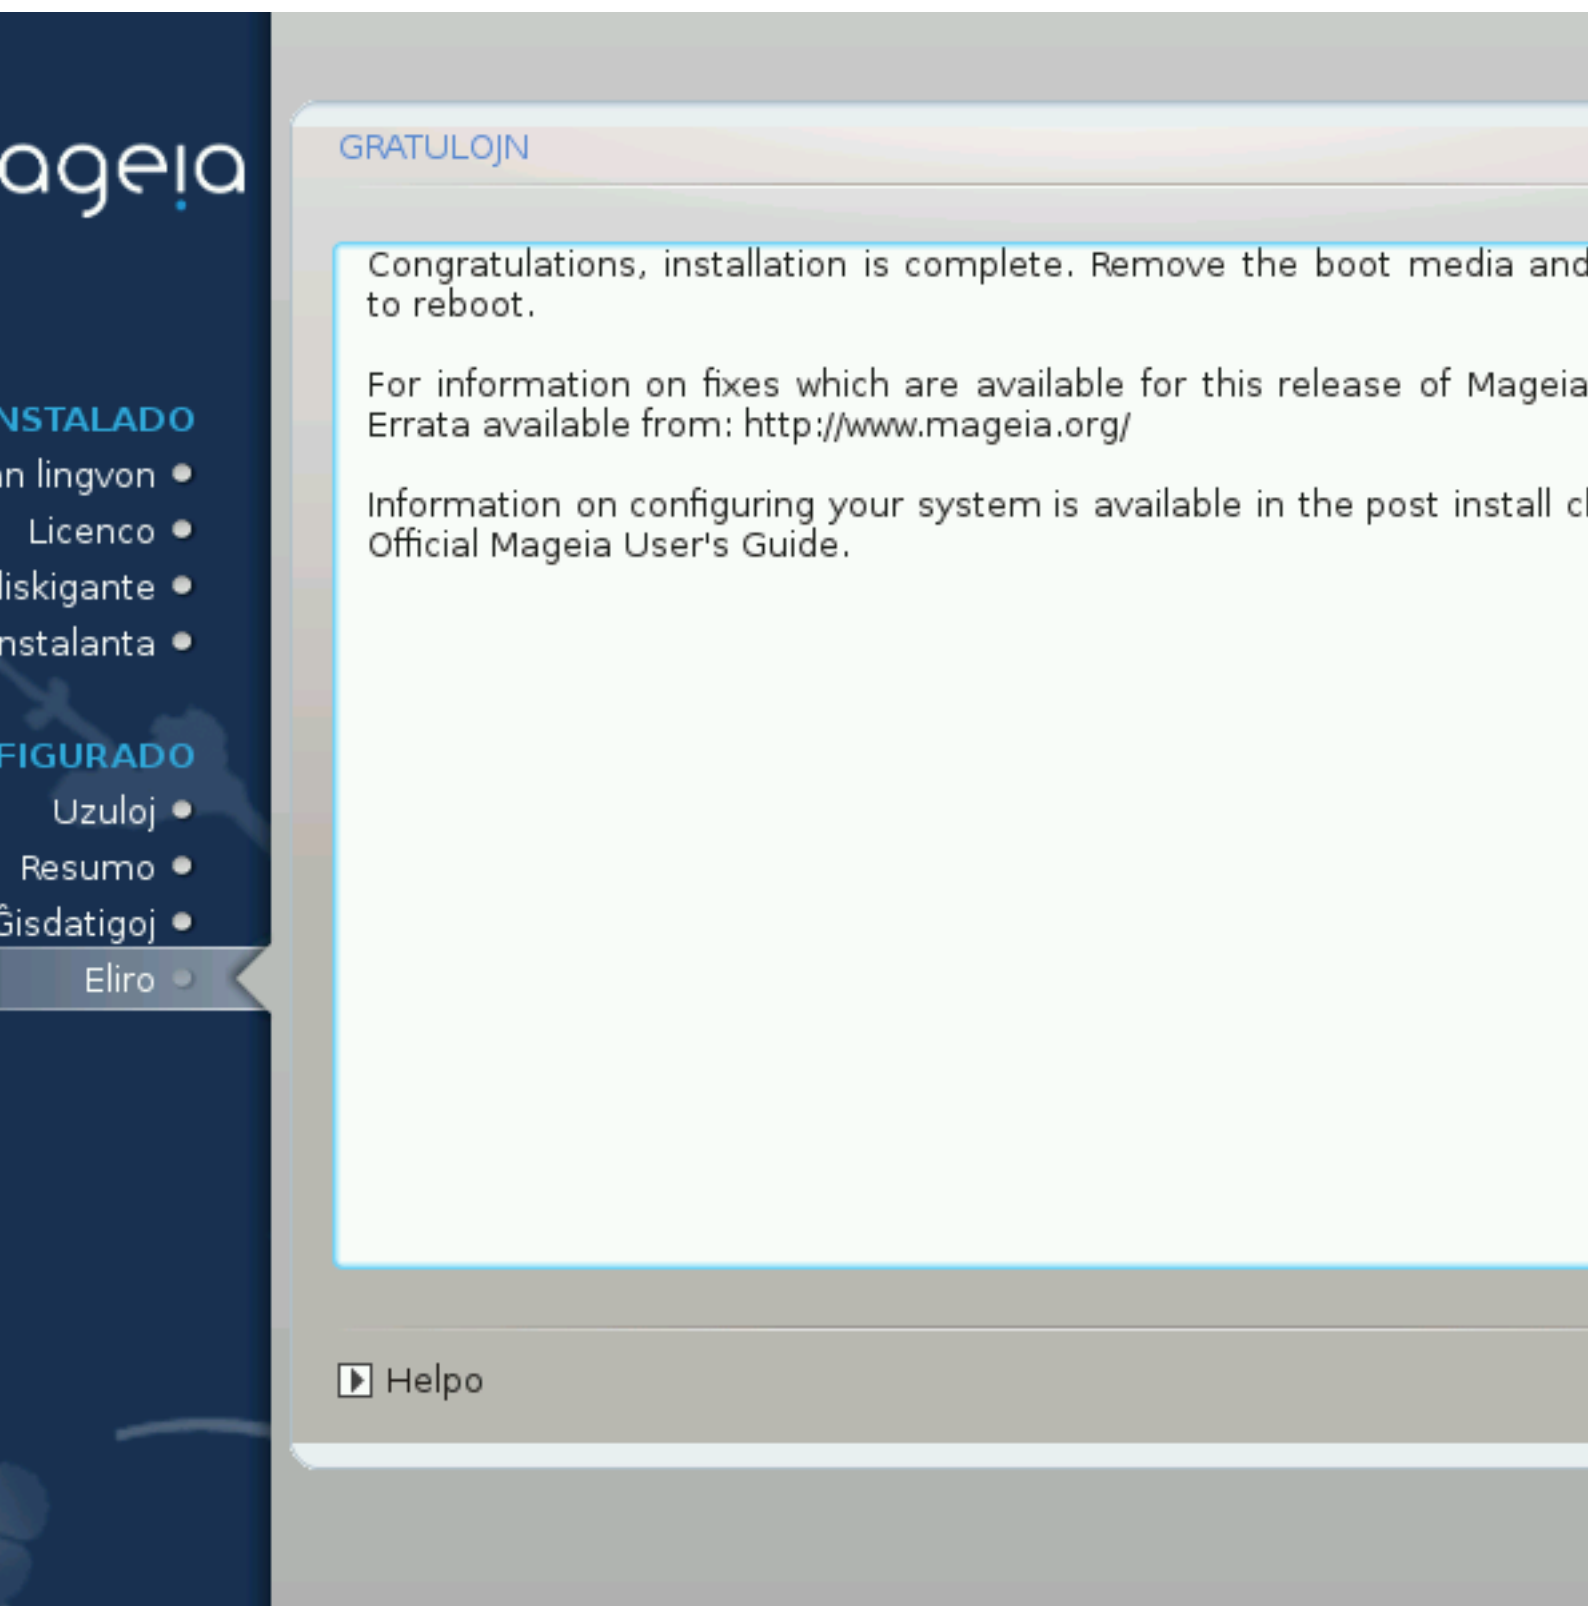 ageia
NSTALADO
n lingvon
Licenco
liskigante
nstalanta
FIGURADO
Uzuloj
Resumo
Ĝisdatigoj
Eliro
GRATULOJN
Congratulations, installation is complete. Remove the boot media and
to reboot.
For information on fixes which are available for this release of Mageia
Errata available from: http://www.mageia.org/
Information on configuring your system is available in the post install
Official Mageia User's Guide.
Helpo